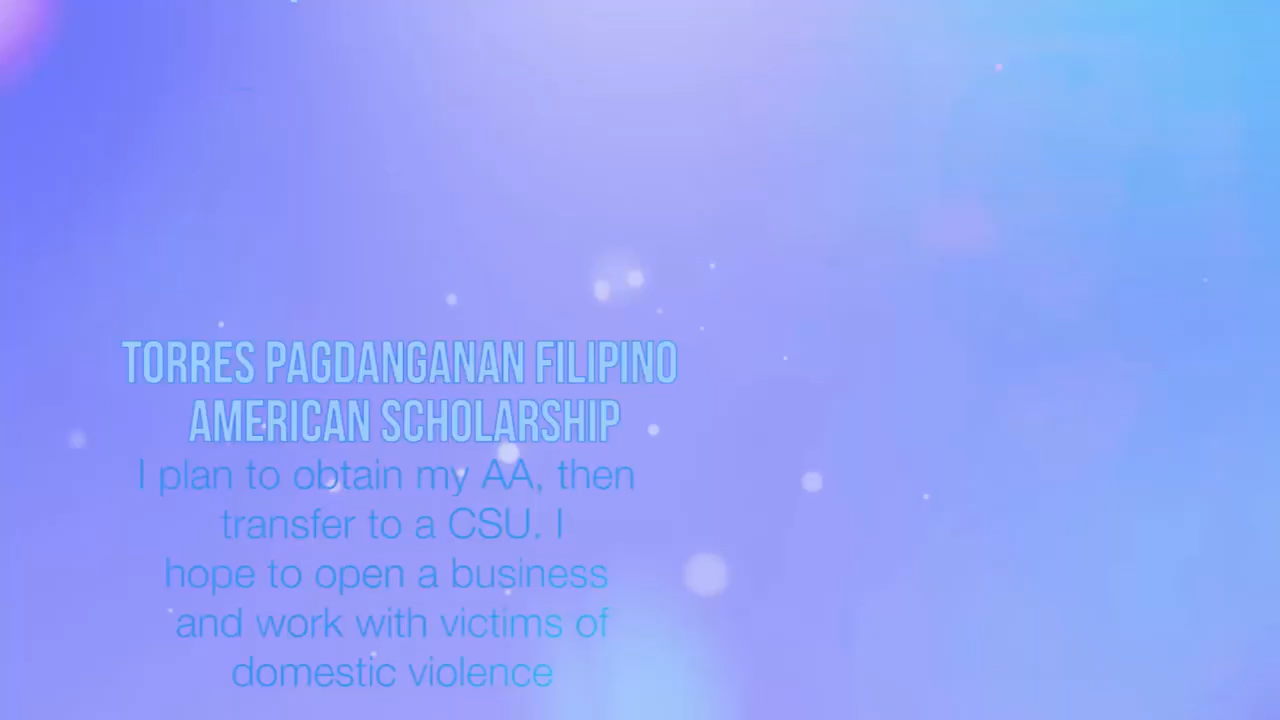 TORRES PAGDANGANAN FILIPINO
AMERICAN SCHOLARSHIP
I plan to obtain my AA, then
transfer to a CSU. I
hope to open a business
and work with victims of
domestic violence